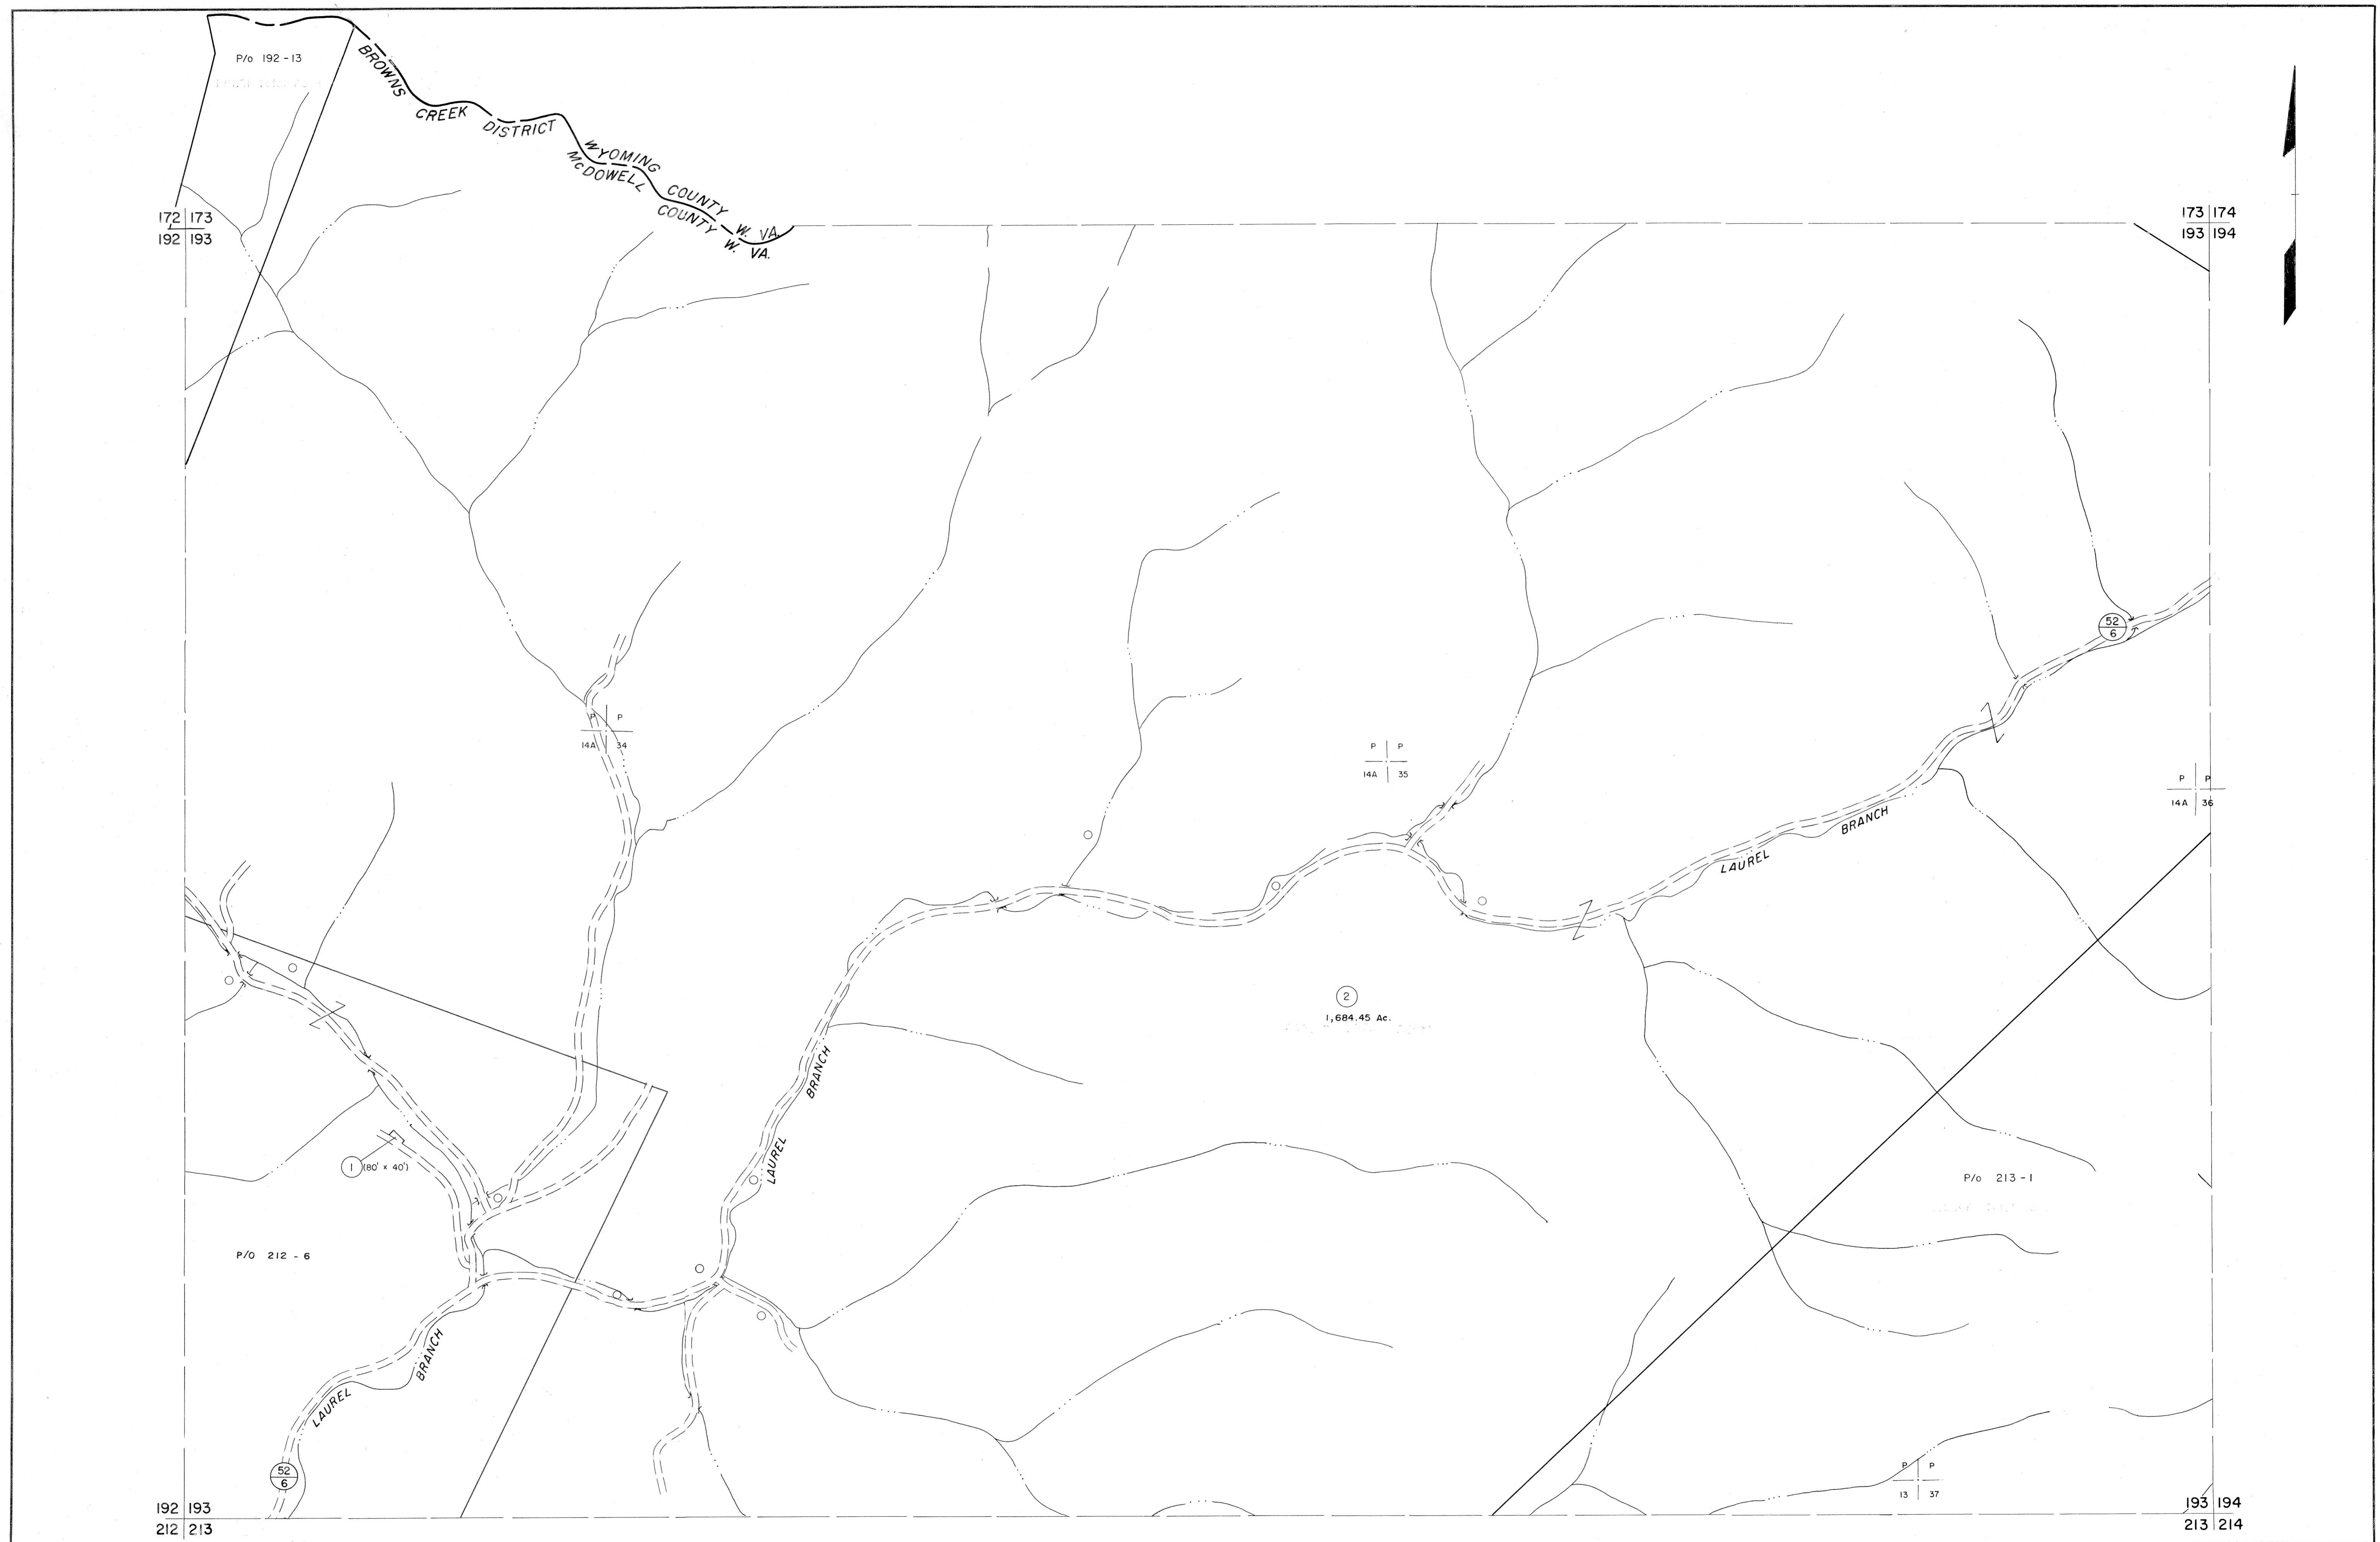 P/o 192-13
BROWNS CREEK DISTRICT
WYOMING COUNTY W. VA.
McDOWELL COUNTY W. VA.
172 173
192 193
173 174
193 194
52
6
P P
14A 34
P P
14A 35
P P
14A 36
LAUREL BRANCH
2
1,684.45 Ac.
LAUREL BRANCH
1 (80' x 40')
P/o 213-1
P/O 212-6
LAUREL BRANCH
52
6
P P
13 37
192 193
212 213
193 194
213 214